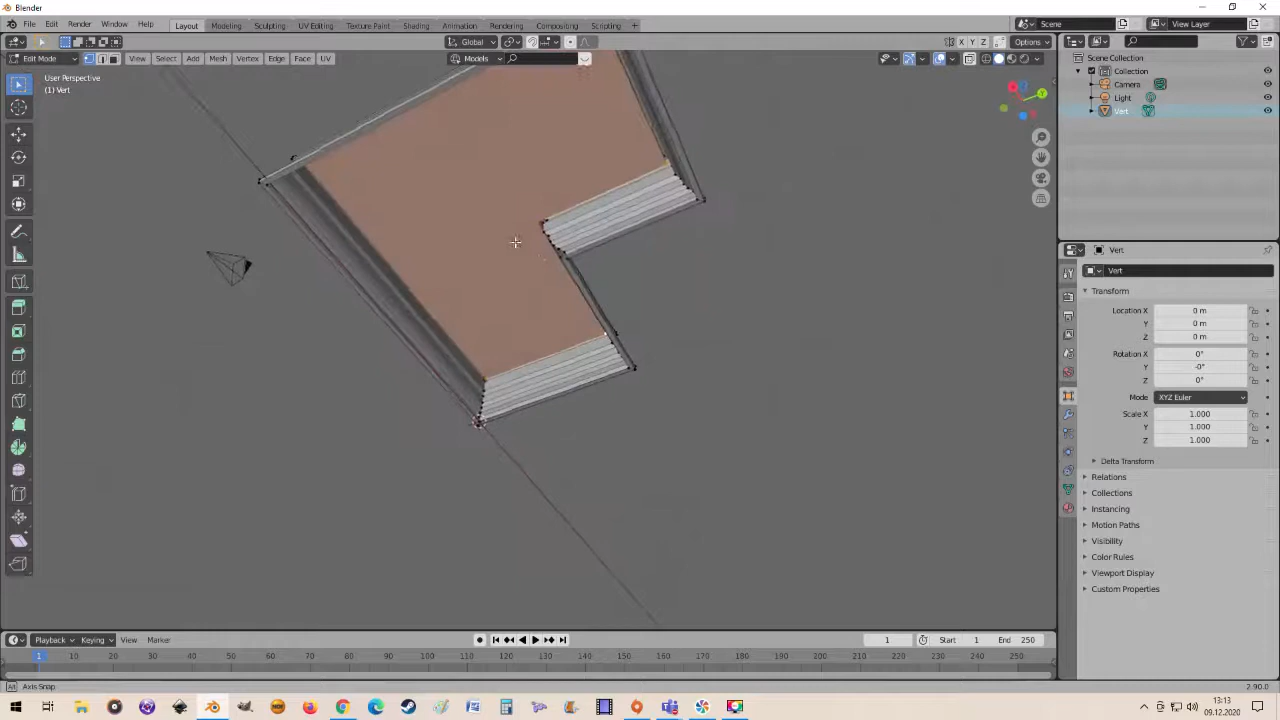 Blender
File Edit Render Window Help Layout Modeling Sculpting UV Editing Texture Paint Shading Animation Rendering Compositing Scripting + Scene View Layer
Global X Y Z Options
Edit Mode View Select Add Mesh Vertex Edge Face UV Models
User Perspective
(1) Vert
Y
Scene Collection
Collection
Camera
Light
Vert
Vert
Vert
Transform
Location X 0 m
Y 0 m
Z 0 m
Rotation X 0°
Y -0°
Z 0°
Mode XYZ Euler
Scale X 1.000
Y 1.000
Z 1.000
Delta Transform
Relations
Collections
Instancing
Motion Paths
Visibility
Color Rules
Viewport Display
Custom Properties
Playback Keying View Marker 1 Start 1 End 250
1 10 20 30 40 50 60 70 80 90 100 110 120 130 140 150 160 170 180 190 200 210 220 230 240 250
Alt Axis Snap 2.90.0
13:13
09.12.2020